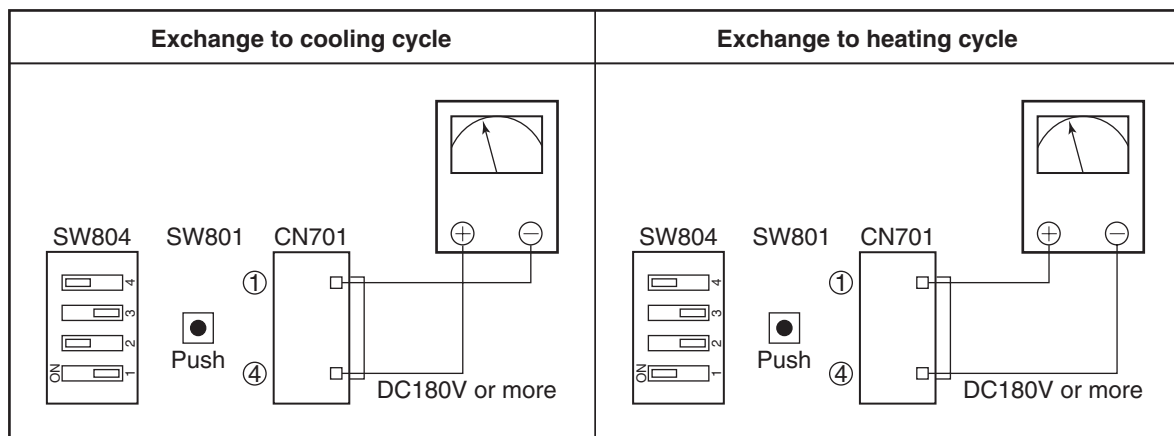 Exchange to cooling cycle
Exchange to heating cycle
+ −
SW804 SW801 CN701
4
3
2
1
ON
Push
①
④
DC180V or more
+ −
SW804 SW801 CN701
4
3
2
1
ON
Push
①
④
DC180V or more